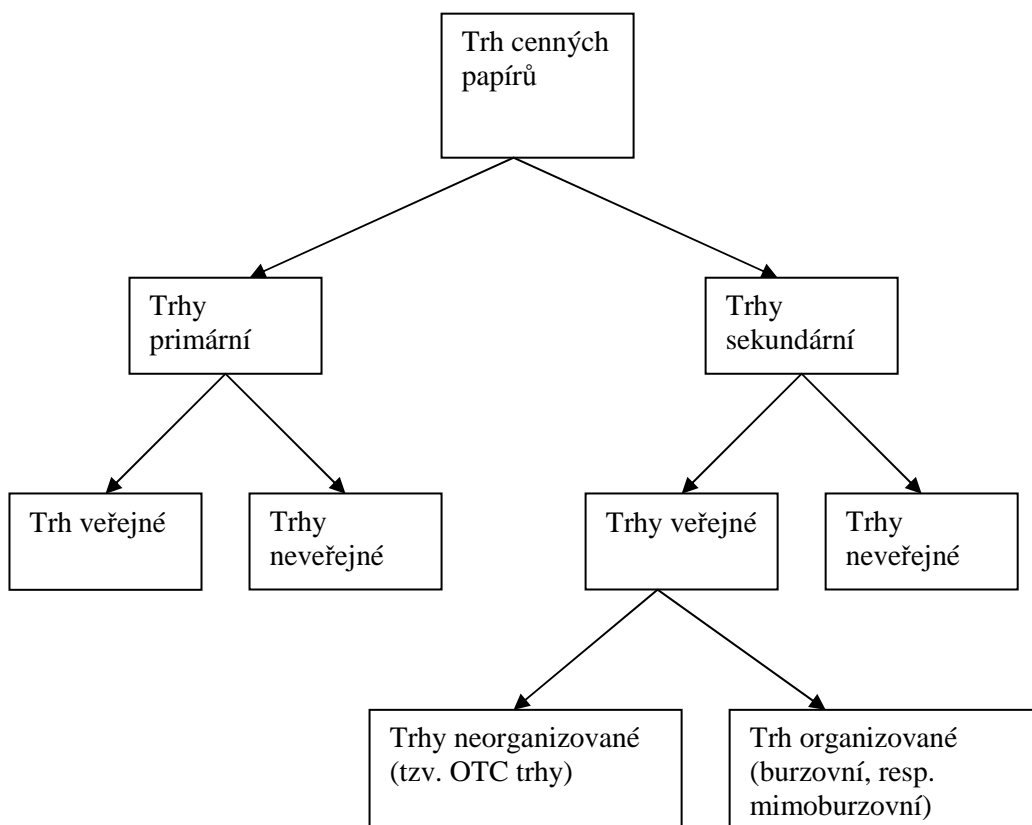 Trh cenných
papírů
Trhy
primární
Trhy
sekundární
Trh veřejné
Trhy
neveřejné
Trhy veřejné
Trhy
neveřejné
Trhy neorganizované
(tzv. OTC trhy)
Trh organizované
(burzovní, resp.
mimoburzovní)